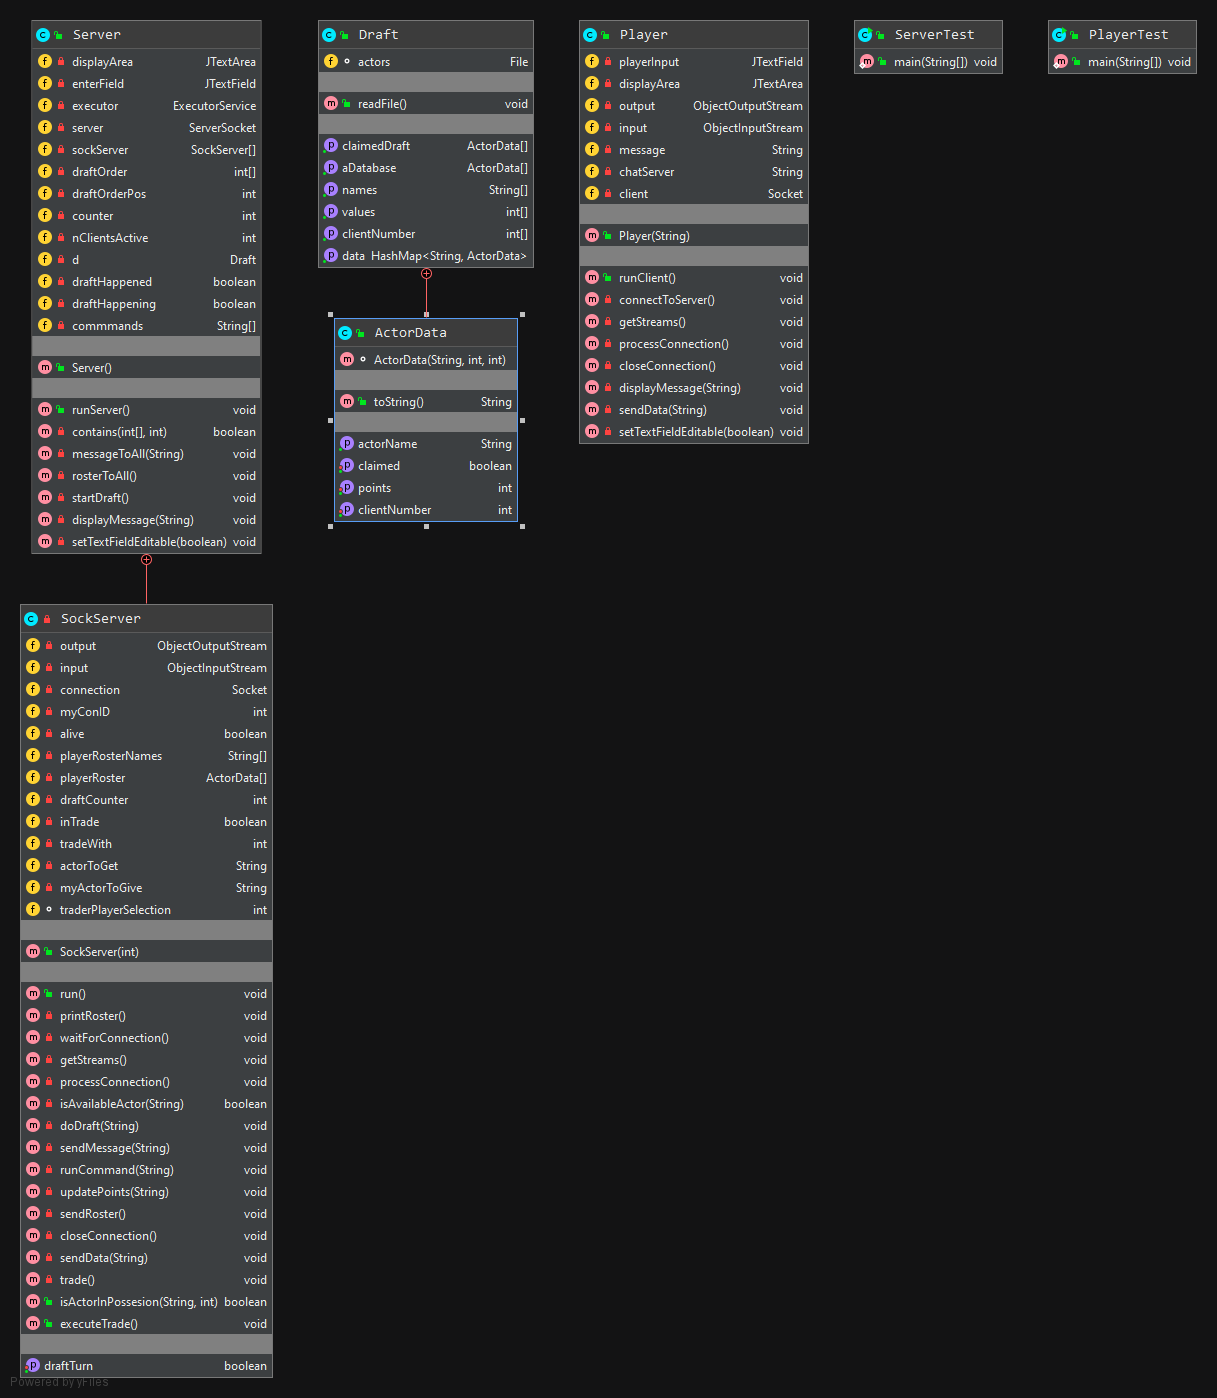 Server
displayArea JTextArea
enterField JTextField
executor ExecutorService
server ServerSocket
sockServer SockServer[]
draftOrder int[]
draftOrderPos int
counter int
nClientsActive int
d Draft
draftHappened boolean
draftHappening boolean
commmands String[]
Server()
runServer() void
contains(int[], int) boolean
messageToAll(String) void
rosterToAll() void
startDraft() void
displayMessage(String) void
setTextFieldEditable(boolean) void
Draft
actors File
readFile() void
claimedDraft ActorData[]
aDatabase ActorData[]
names String[]
values int[]
clientNumber int[]
data HashMap<String, ActorData>
ActorData
ActorData(String, int, int)
toString() String
actorName String
claimed boolean
points int
clientNumber int
Player
playerInput JTextField
displayArea JTextArea
output ObjectOutputStream
input ObjectInputStream
message String
chatServer String
client Socket
Player(String)
runClient() void
connectToServer() void
getStreams() void
processConnection() void
closeConnection() void
displayMessage(String) void
sendData(String) void
setTextFieldEditable(boolean) void
ServerTest
main(String[]) void
PlayerTest
main(String[]) void
SockServer
output ObjectOutputStream
input ObjectInputStream
connection Socket
myConID int
alive boolean
playerRosterNames String[]
playerRoster ActorData[]
draftCounter int
inTrade boolean
tradeWith int
actorToGet String
myActorToGive String
traderPlayerSelection int
SockServer(int)
run() void
printRoster() void
waitForConnection() void
getStreams() void
processConnection() void
isAvailableActor(String) boolean
doDraft(String) void
sendMessage(String) void
runCommand(String) void
updatePoints(String) void
sendRoster() void
closeConnection() void
sendData(String) void
trade() void
isActorInPossesion(String, int) boolean
executeTrade() void
draftTurn boolean
Powered by yFiles